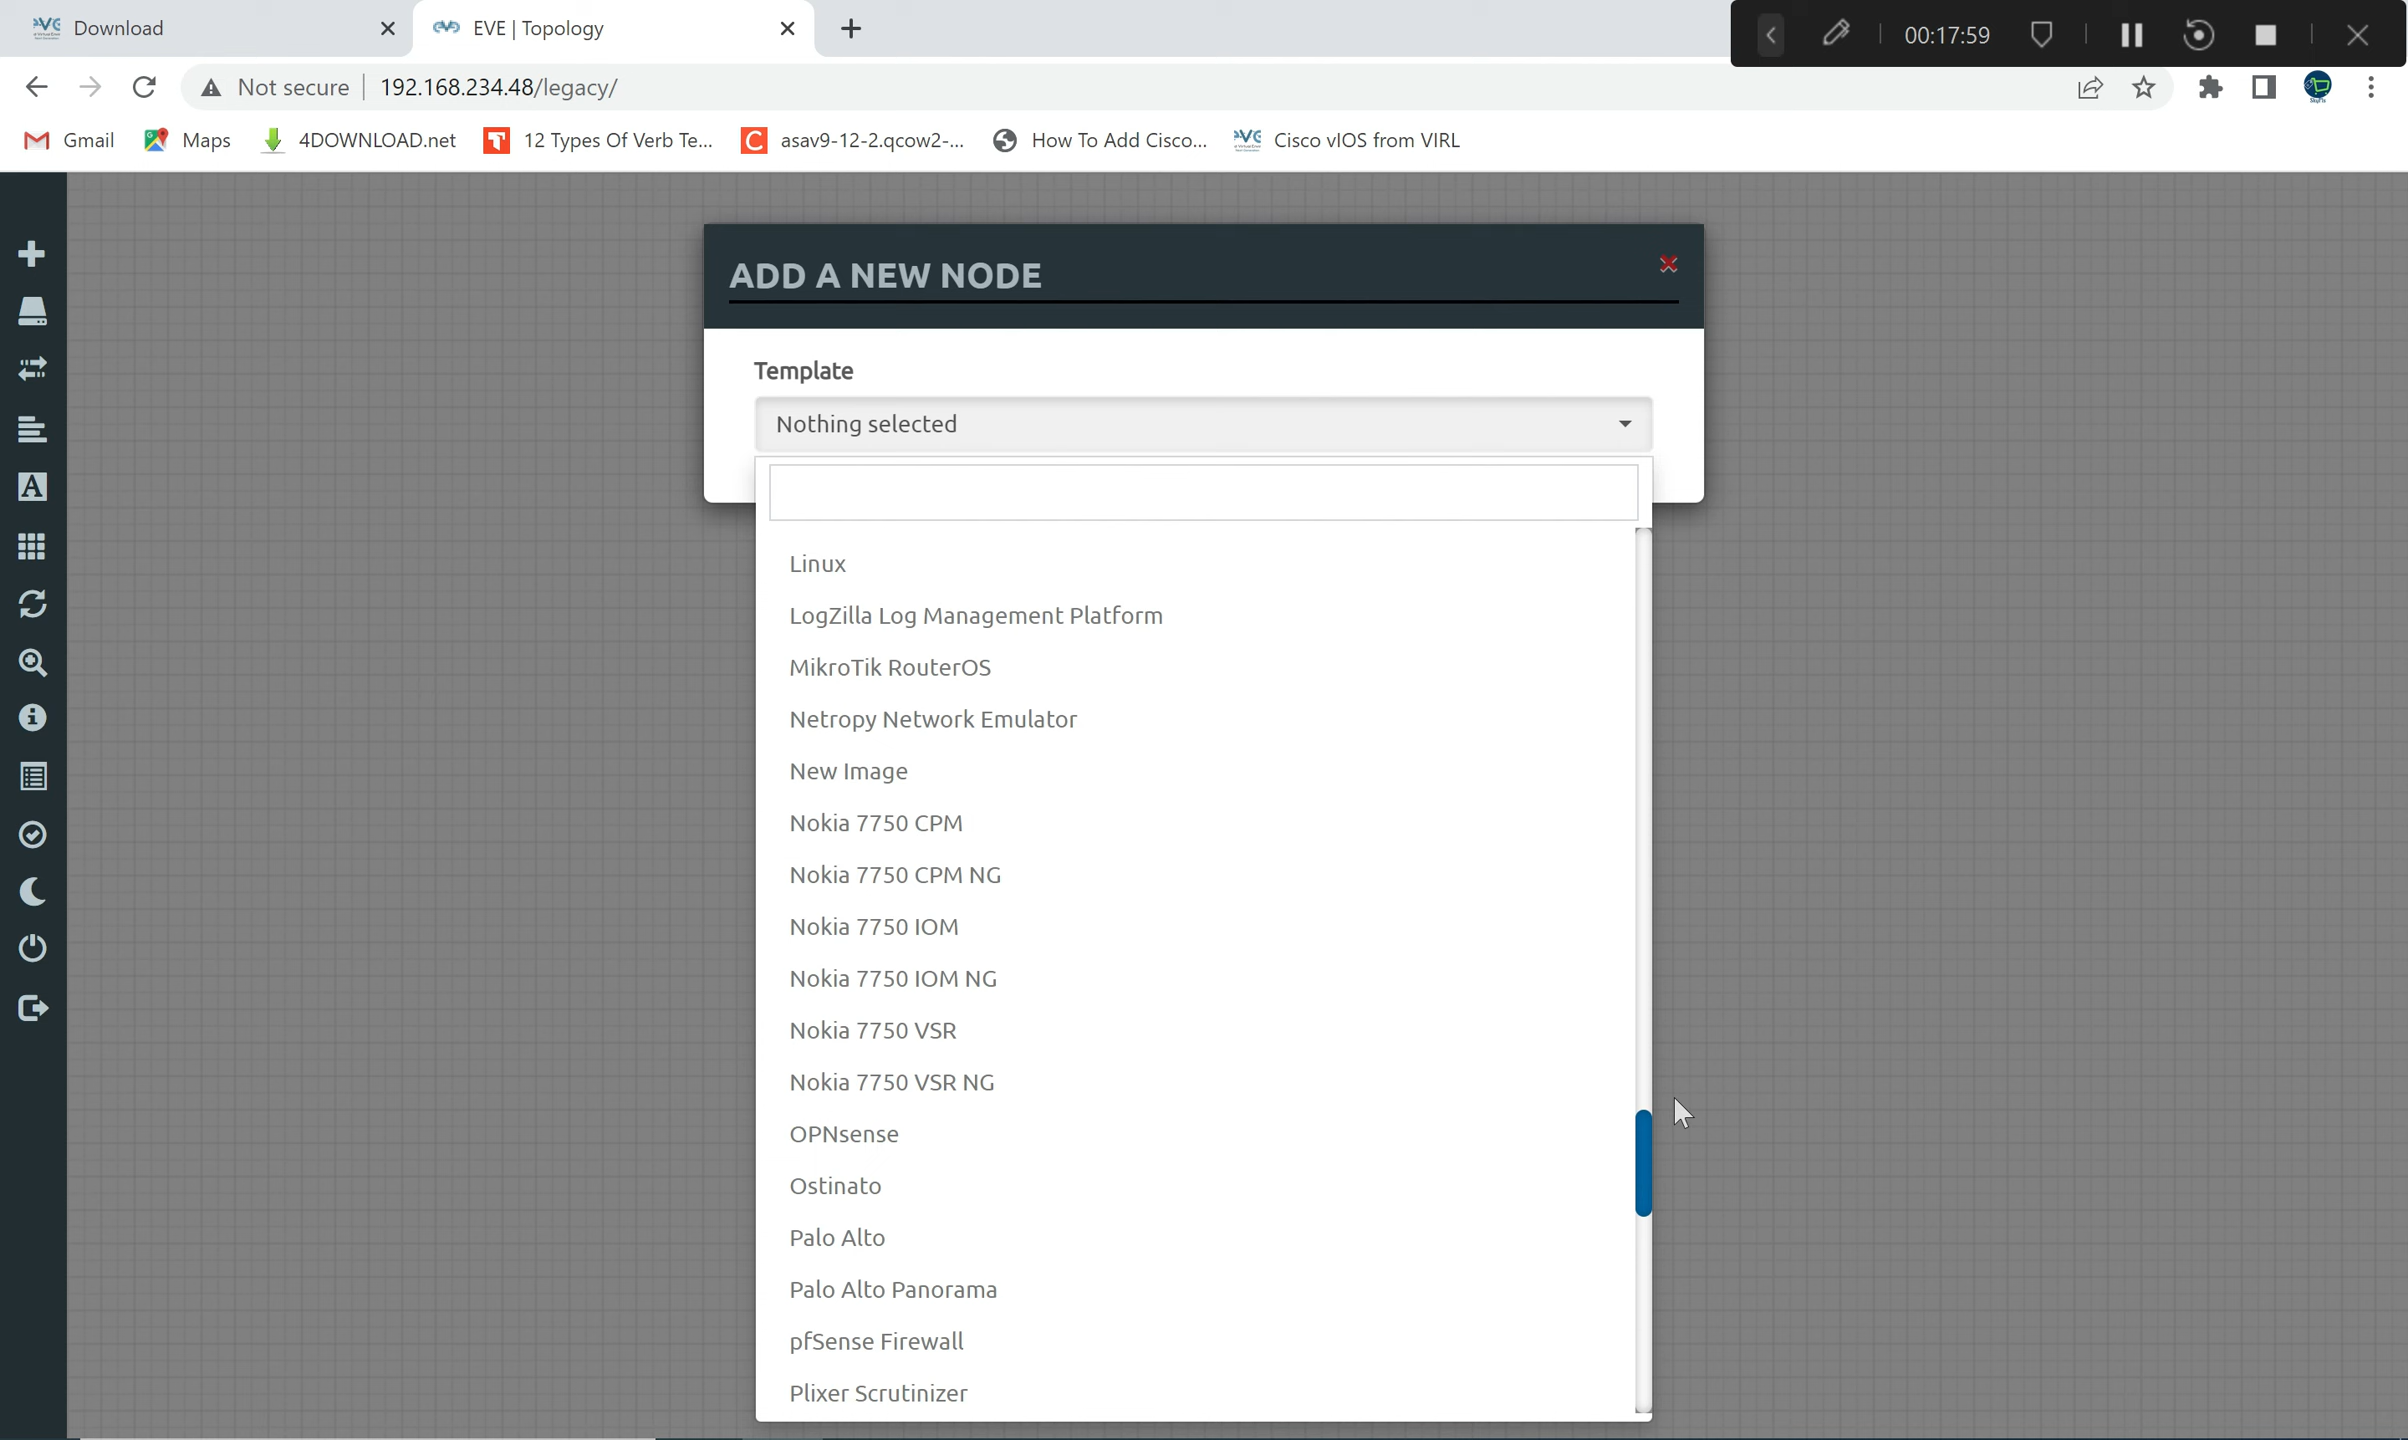 Download
EVE | Topology
00:17:59
Not secure
192.168.234.48/legacy/
Gmail
Maps
4DOWNLOAD.net
12 Types Of Verb Te...
asav9-12-2.qcow2-...
How To Add Cisco...
Cisco vIOS from VIRL
ADD A NEW NODE
Template
Nothing selected
Linux
LogZilla Log Management Platform
MikroTik RouterOS
Netropy Network Emulator
New Image
Nokia 7750 CPM
Nokia 7750 CPM NG
Nokia 7750 IOM
Nokia 7750 IOM NG
Nokia 7750 VSR
Nokia 7750 VSR NG
OPNsense
Ostinato
Palo Alto
Palo Alto Panorama
pfSense Firewall
Plixer Scrutinizer